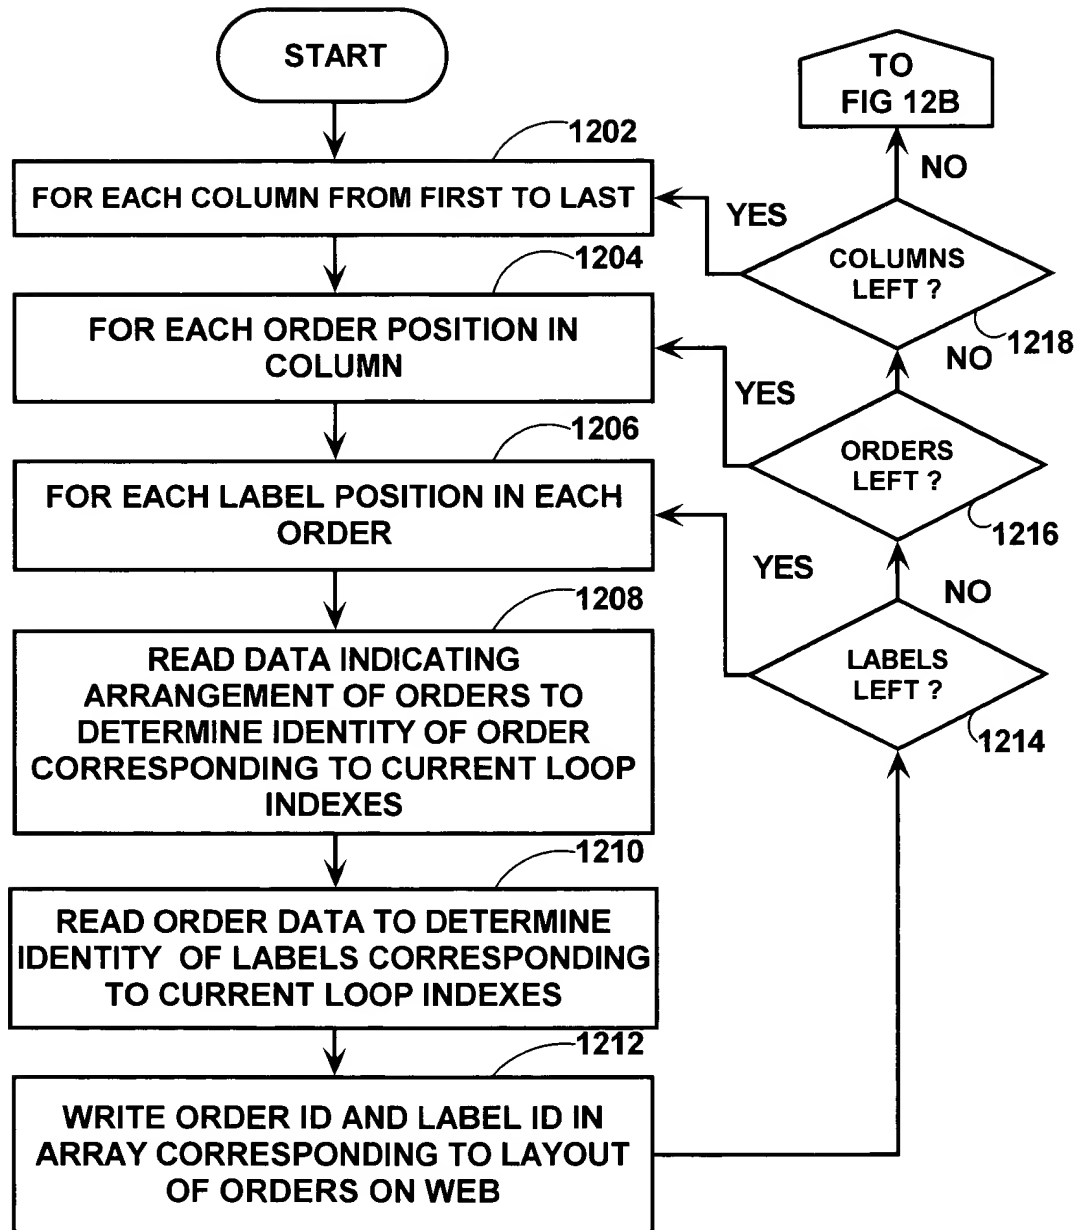 START
1202
FOR EACH COLUMN FROM FIRST TO LAST
1204
FOR EACH ORDER POSITION IN
COLUMN
1206
FOR EACH LABEL POSITION IN EACH
ORDER
1208
READ DATA INDICATING
ARRANGEMENT OF ORDERS TO
DETERMINE IDENTITY OF ORDER
CORRESPONDING TO CURRENT LOOP
INDEXES
1210
READ ORDER DATA TO DETERMINE
IDENTITY OF LABELS CORRESPONDING
TO CURRENT LOOP INDEXES
1212
WRITE ORDER ID AND LABEL ID IN
ARRAY CORRESPONDING TO LAYOUT
OF ORDERS ON WEB
TO
FIG 12B
NO
YES
COLUMNS
LEFT ?
1218
NO
YES
ORDERS
LEFT ?
1216
YES
NO
LABELS
LEFT ?
1214